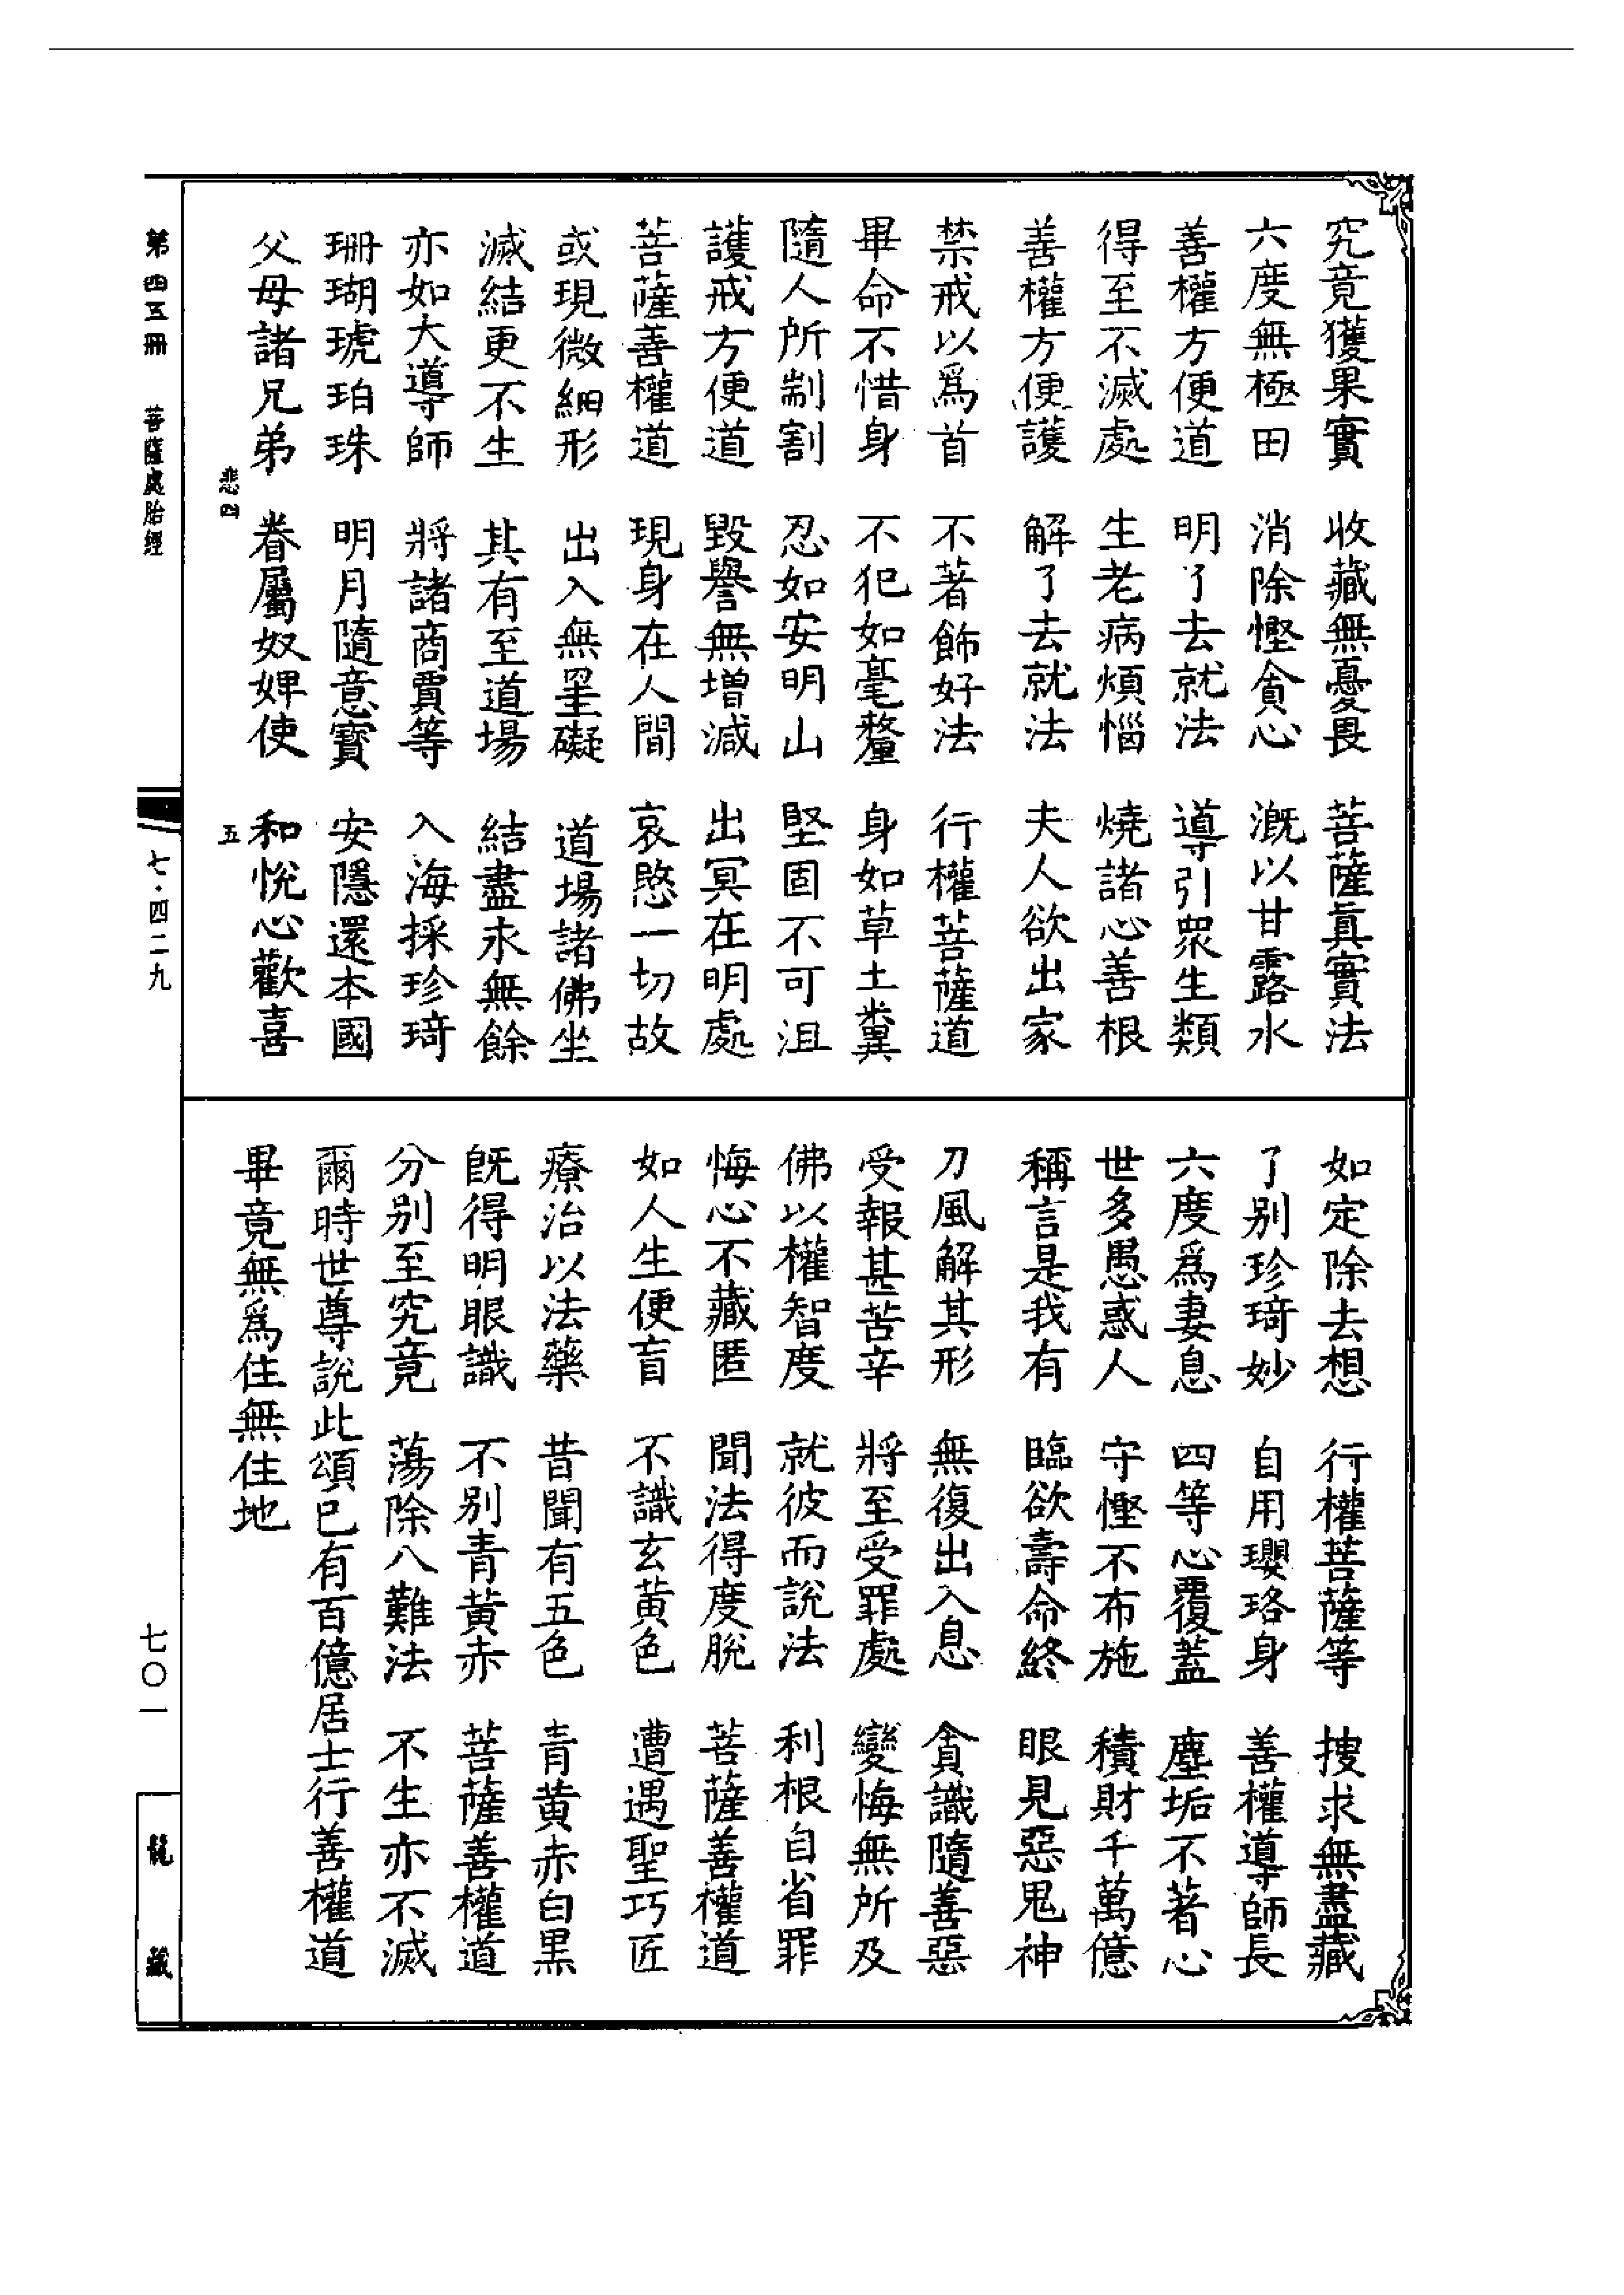 究竟獲果實　收藏無憂畏　菩薩眞實法
六度無極田　消除慳貪心　溉以甘露水
善權方便道　明了去就法　導引眾生類
得至不滅處　生老病煩惱　燒諸心善根
善權方便護　解了去就法　夫人欲出家
禁戒以爲首　不著飾好法　行權菩薩道
畢命不惜身　不犯如毫釐　身如草土糞
隨人所剬割　忍如安明山　堅固不可沮
護戒方便道　毀譽無增減　出冥在明處
菩薩善權道　現身在人間　哀愍一切故
或現微細形　出入無罣礙　道場諸佛坐
滅結更不生　其有至道場　結盡永無餘
亦如大導師　將諸商賈等　入海採珍琦
珊瑚琥珀珠　明月隨意寶　安隱還本國
父母諸兄弟　眷屬奴婢使　和悅心歡喜
如定除去想　行權菩薩等　捜求無盡藏
了別珍琦妙　自用瓔珞身　善權導師長
六度爲妻息　四等心覆蓋　塵垢不著心
世多愚惑人　守慳不布施　積財千萬億
稱言是我有　臨欲壽命終　眼見惡鬼神
刀風解其形　無復出入息　貪識隨善惡
受報甚苦辛　將至受罪處　變悔無所及
佛以權智度　就彼而說法　利根自省罪
悔心不藏匿　聞法得度脫　菩薩善權道
如人生便盲　不識玄黃色　遭遇聖巧匠
療治以法藥　昔聞有五色　青黃赤白黑
既得明眼識　不別青黃赤　菩薩善權道
分別至究竟　蕩除八難法　不生亦不滅
爾時世尊說此頌已有百億居士行善權道
畢竟無爲住無住地
悲四　五
第四五冊　菩薩處胎經　七·四二九　七〇一　龍藏